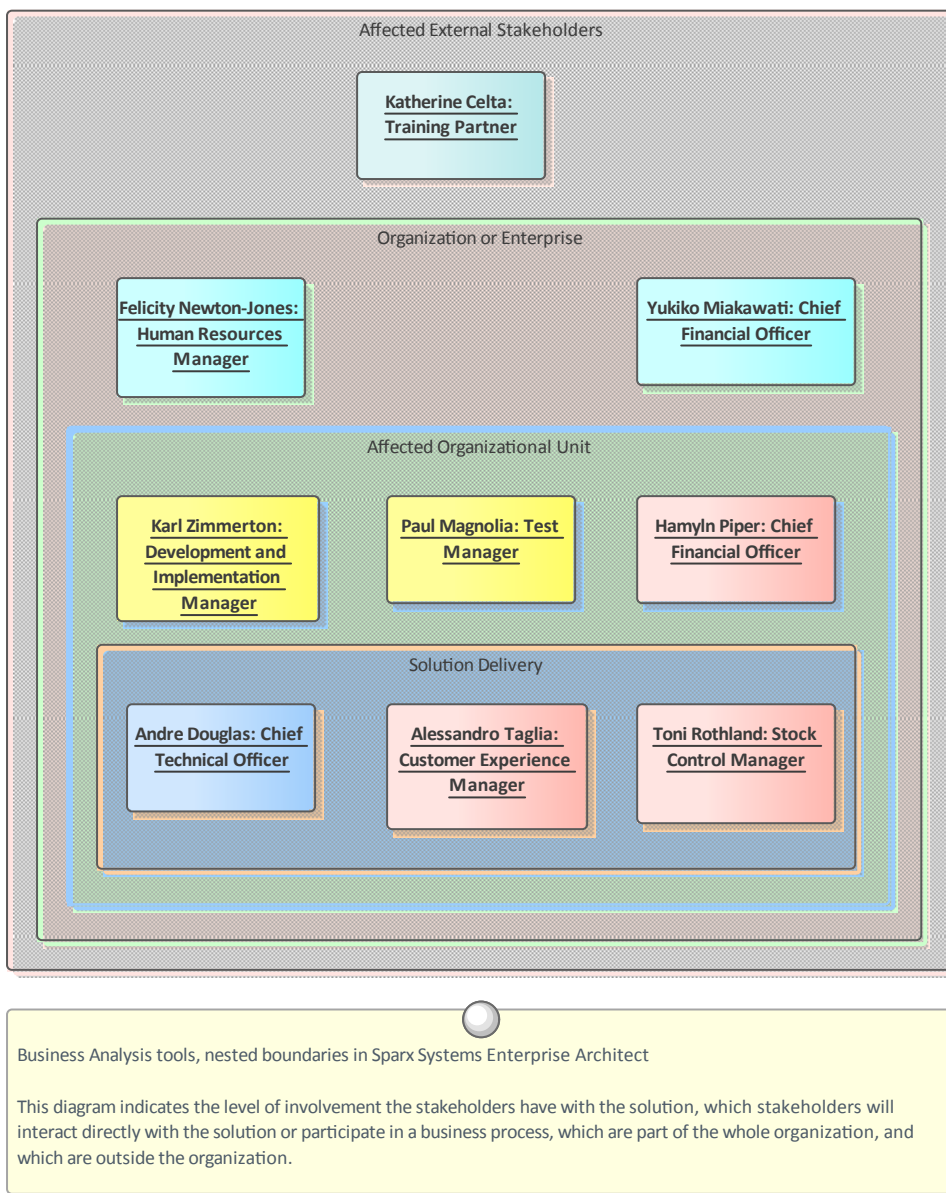 Affected External Stakeholders
Katherine Celta:
Training Partner
Organization or Enterprise
Felicity Newton-Jones:
Human Resources
Manager
Yukiko Miakawati: Chief
Financial Officer
Affected Organizational Unit
Karl Zimmerton:
Development and
Implementation
Manager
Paul Magnolia: Test
Manager
Hamyln Piper: Chief
Financial Officer
Solution Delivery
Andre Douglas: Chief
Technical Officer
Alessandro Taglia:
Customer Experience
Manager
Toni Rothland: Stock
Control Manager
Business Analysis tools, nested boundaries in Sparx Systems Enterprise Architect
This diagram indicates the level of involvement the stakeholders have with the solution, which stakeholders will
interact directly with the solution or participate in a business process, which are part of the whole organization, and
which are outside the organization.